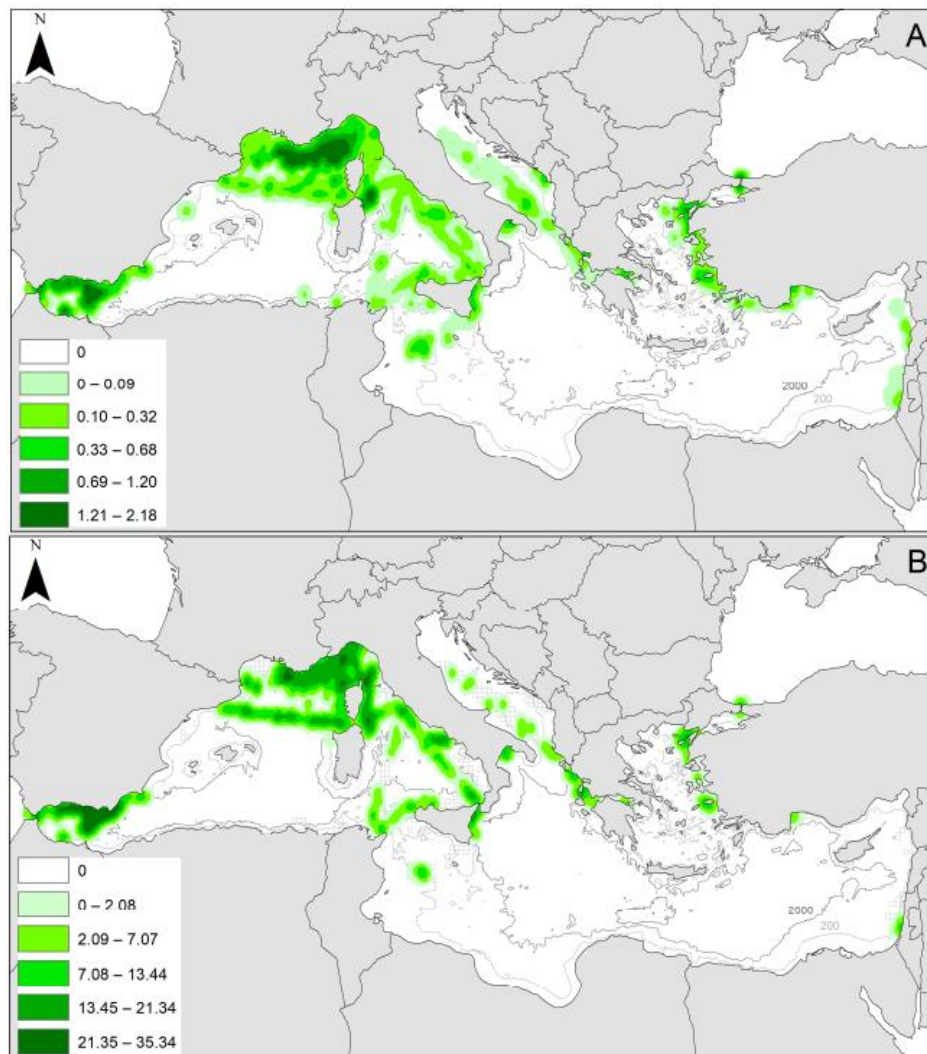 N
A
0
0 – 0.09
0.10 – 0.32
0.33 – 0.68
0.69 – 1.20
1.21 – 2.18
2000
200
N
B
0
0 – 2.08
2.09 – 7.07
7.08 – 13.44
13.45 – 21.34
21.35 – 35.34
2000
200